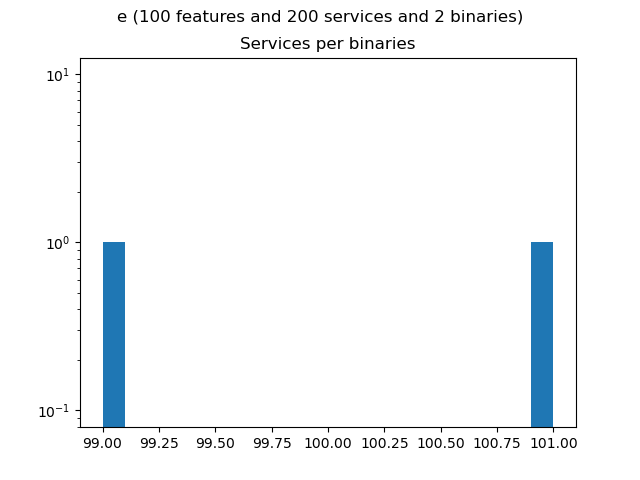 e (100 features and 200 services and 2 binaries)
Services per binaries
10¹
10⁰
10⁻¹
99.00 99.25 99.50 99.75 100.00 100.25 100.50 100.75 101.00